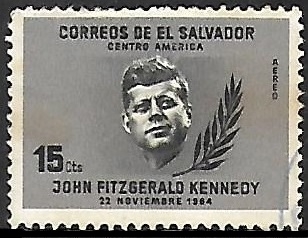 CORREOS DE EL SALVADOR
CENTRO AMERICA
AEREO
15 Cts
JOHN FITZGERALD KENNEDY
22 NOVIEMBRE 1964